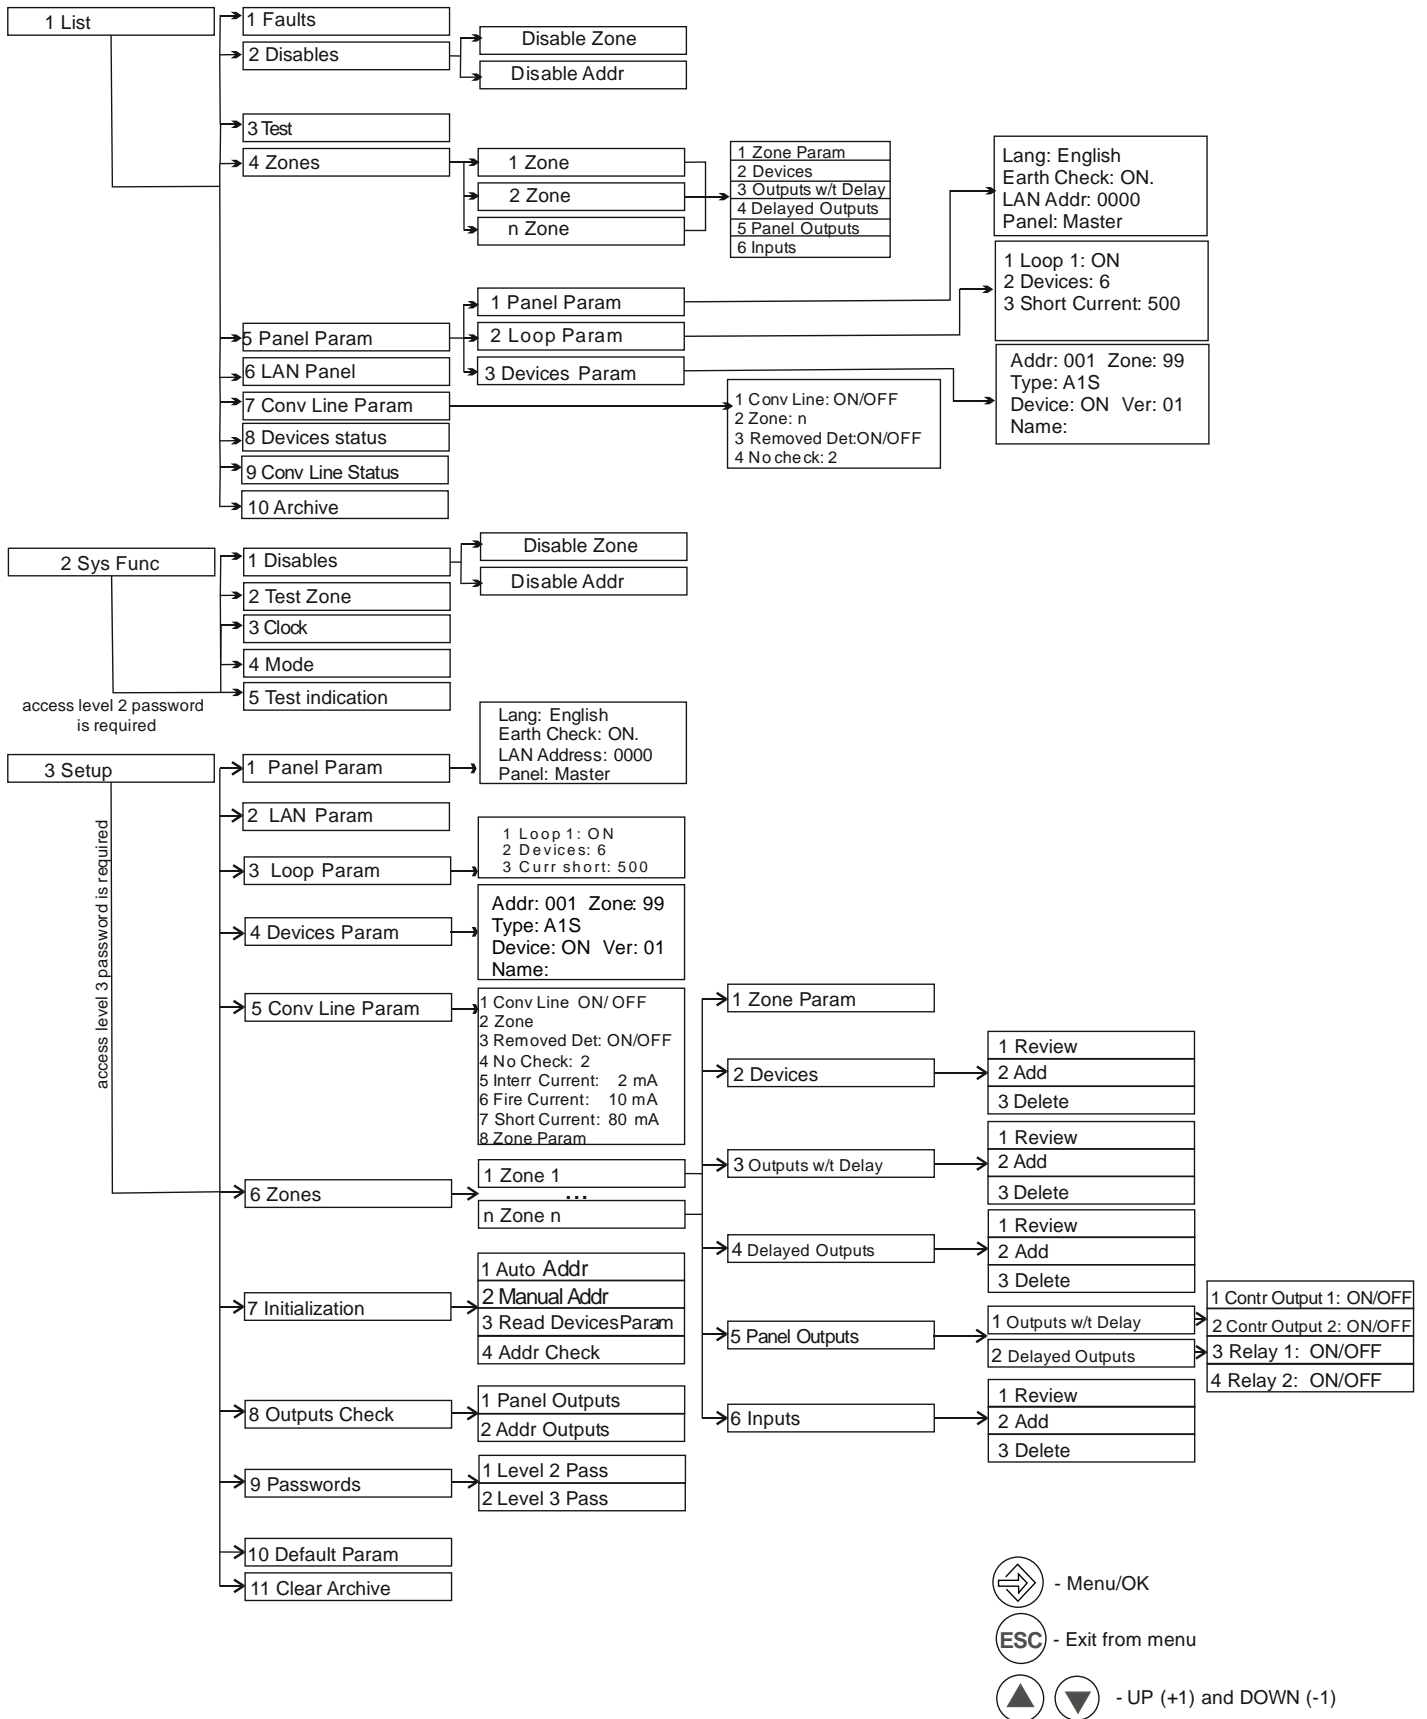 1 List
1 Faults
2 Disables
Disable Zone
Disable Addr
3 Test
4 Zones
1 Zone
2 Zone
n Zone
1 Zone Param
2 Devices
3 Outputs w/t Delay
4 Delayed Outputs
5 Panel Outputs
6 Inputs
Lang: English
Earth Check: ON.
LAN Addr: 0000
Panel: Master
1 Loop 1: ON
2 Devices: 6
3 Short Current: 500
5 Panel Param
1 Panel Param
2 Loop Param
3 Devices Param
Addr: 001 Zone: 99
Type: A1S
Device: ON Ver: 01
Name:
6 LAN Panel
7 Conv Line Param
1 Conv Line: ON/OFF
2 Zone: n
3 Removed Det:ON/OFF
4 No check: 2
8 Devices status
9 Conv Line Status
10 Archive
2 Sys Func
1 Disables
Disable Zone
Disable Addr
2 Test Zone
3 Clock
4 Mode
5 Test indication
access level 2 password
is required
3 Setup
access level 3 password is required
1 Panel Param
Lang: English
Earth Check: ON.
LAN Address: 0000
Panel: Master
2 LAN Param
3 Loop Param
1 Loop 1: ON
2 Devices: 6
3 Curr short: 500
4 Devices Param
Addr: 001 Zone: 99
Type: A1S
Device: ON Ver: 01
Name:
5 Conv Line Param
1 Conv Line ON/ OFF
2 Zone
3 Removed Det: ON/OFF
4 No Check: 2
5 Interr Current: 2 mA
6 Fire Current: 10 mA
7 Short Current: 80 mA
8 Zone Param
6 Zones
1 Zone 1
...
n Zone n
1 Zone Param
2 Devices
1 Review
2 Add
3 Delete
3 Outputs w/t Delay
1 Review
2 Add
3 Delete
4 Delayed Outputs
1 Review
2 Add
3 Delete
5 Panel Outputs
1 Outputs w/t Delay
2 Delayed Outputs
1 Contr Output 1: ON/OFF
2 Contr Output 2: ON/OFF
3 Relay 1: ON/OFF
4 Relay 2: ON/OFF
6 Inputs
1 Review
2 Add
3 Delete
7 Initialization
1 Auto Addr
2 Manual Addr
3 Read DevicesParam
4 Addr Check
8 Outputs Check
1 Panel Outputs
2 Addr Outputs
9 Passwords
1 Level 2 Pass
2 Level 3 Pass
10 Default Param
11 Clear Archive
- Menu/OK
ESC - Exit from menu
- UP (+1) and DOWN (-1)